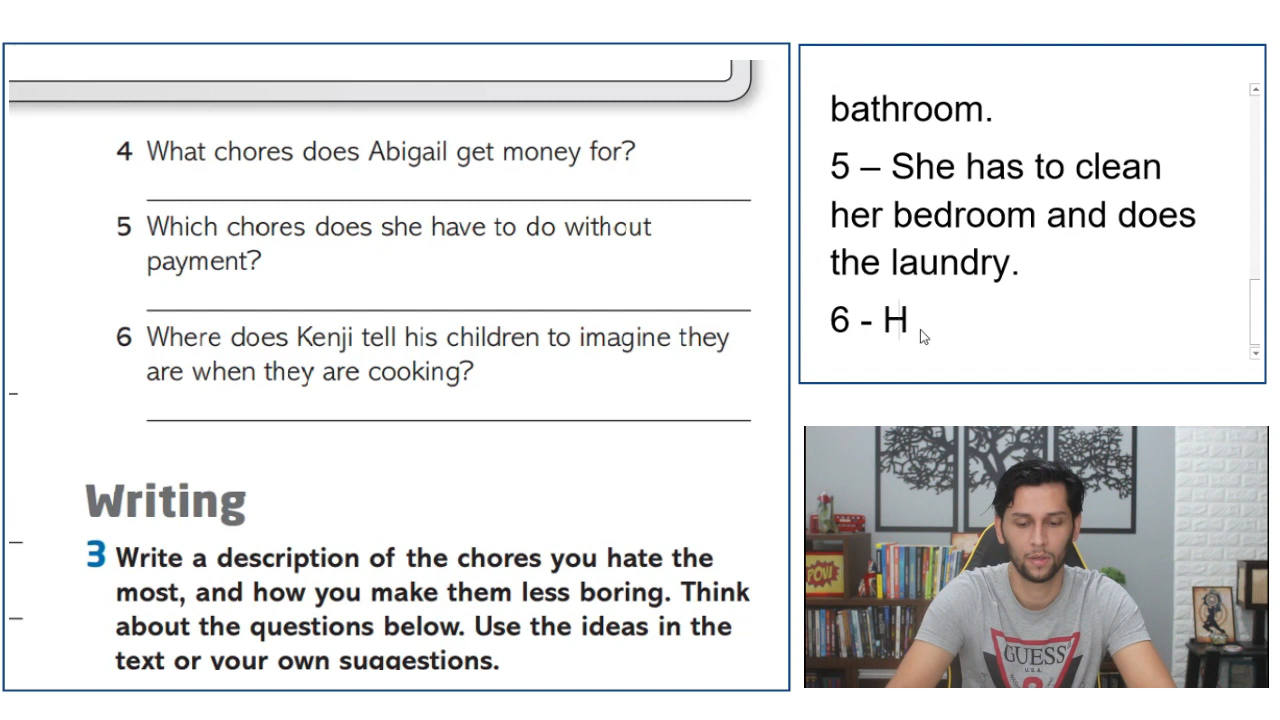 4 What chores does Abigail get money for?
5 Which chores does she have to do without
payment?
6 Where does Kenji tell his children to imagine they
are when they are cooking?
Writing
3 Write a description of the chores you hate the
most, and how you make them less boring. Think
about the questions below. Use the ideas in the
text or your own suggestions.
bathroom.
5 – She has to clean
her bedroom and does
the laundry.
6 - H
POW
GUESS
U.S.A.